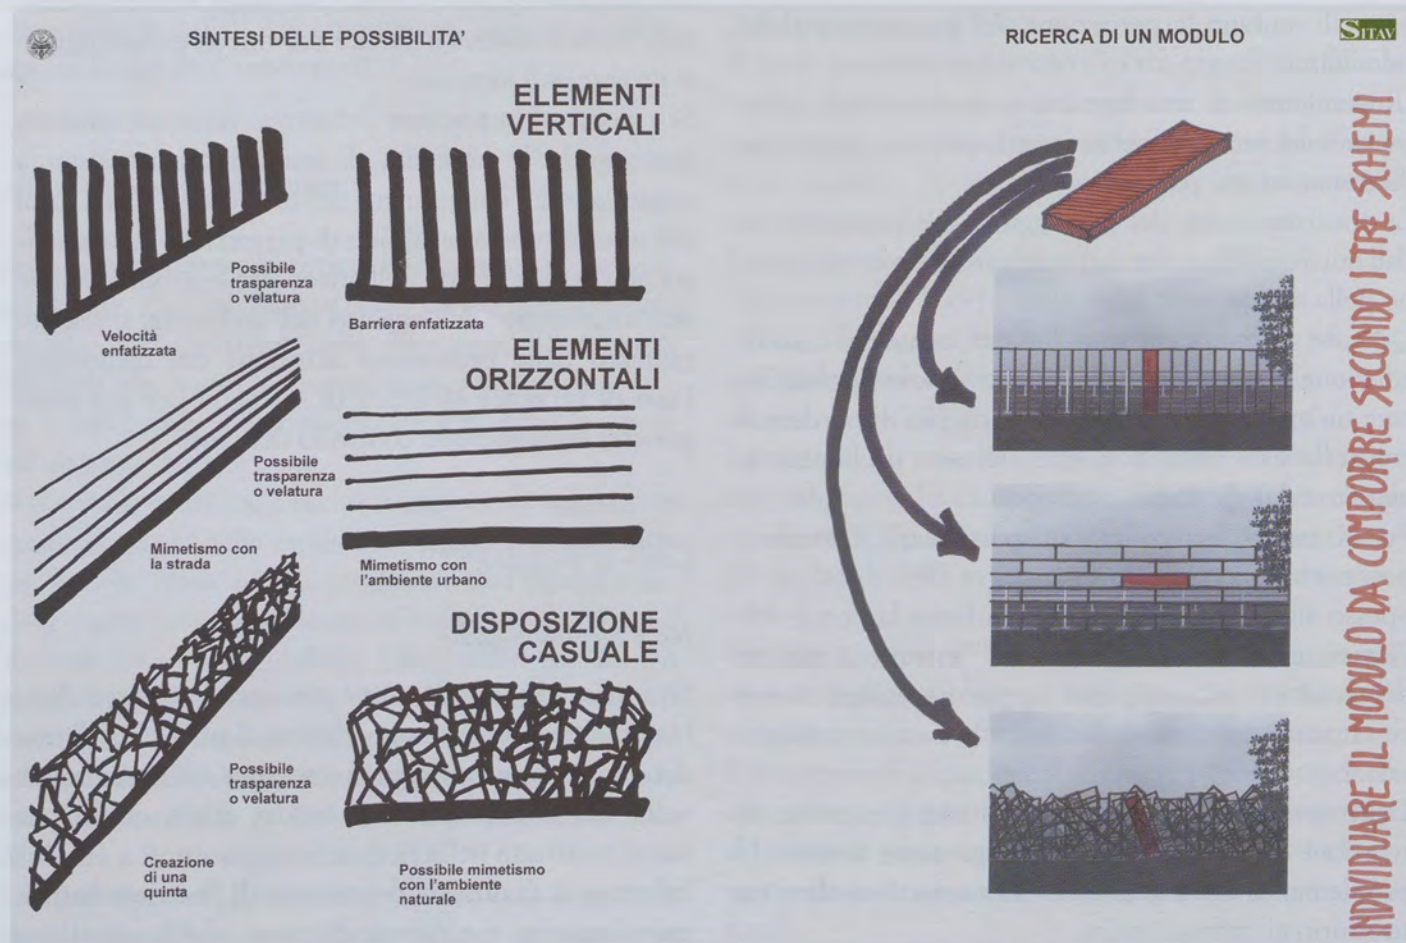 SINTESI DELLE POSSIBILITA'
ELEMENTI
VERTICALI
Possibile
trasparenza
o velatura
Velocità
enfatizzata
Barriera enfatizzata
ELEMENTI
ORIZZONTALI
Possibile
trasparenza
o velatura
Mimetismo con
la strada
Mimetismo con
l'ambiente urbano
DISPOSIZIONE
CASUALE
Possibile
trasparenza
o velatura
Creazione
di una
quinta
Possibile mimetismo
con l'ambiente
naturale
RICERCA DI UN MODULO
SITAV
INDIVIDUARE IL MODULO DA COMPORRE SECONDO TRE SCHEMI